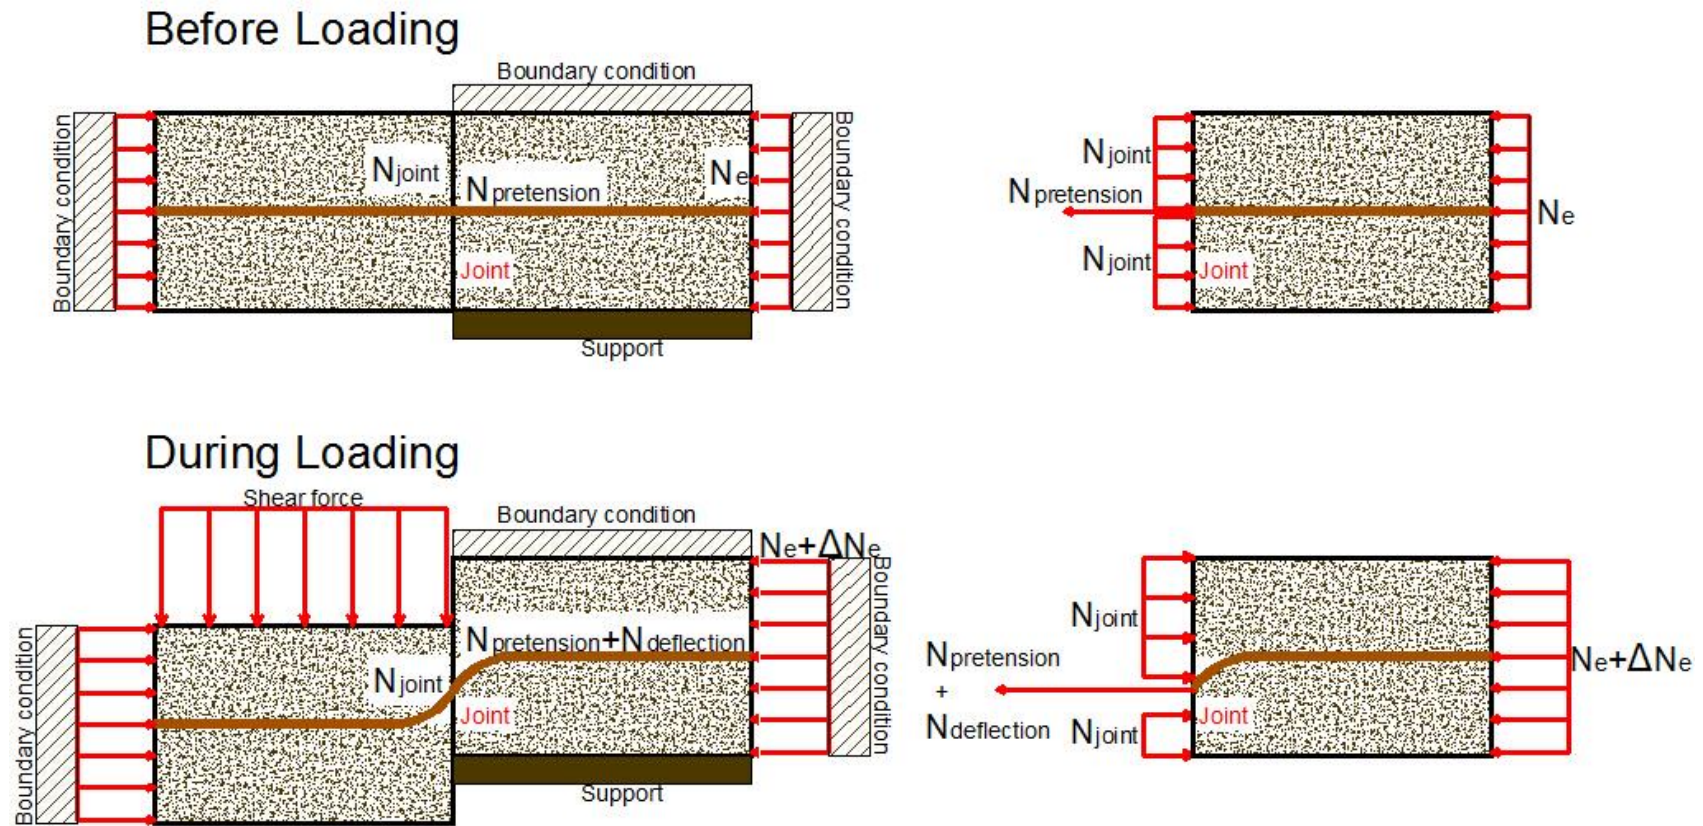 Before Loading
Boundary condition
Boundary condition
Njoint
Npretension
Ne
Boundary condition
Joint
Support
Njoint
Npretension
Njoint
Joint
Ne
During Loading
Shear force
Boundary condition
Ne+ΔNe
Boundary condition
Npretension+Ndeflection
Njoint
Joint
Boundary condition
Support
Njoint
Npretension
+
Ndeflection
Njoint
Joint
Ne+ΔNe